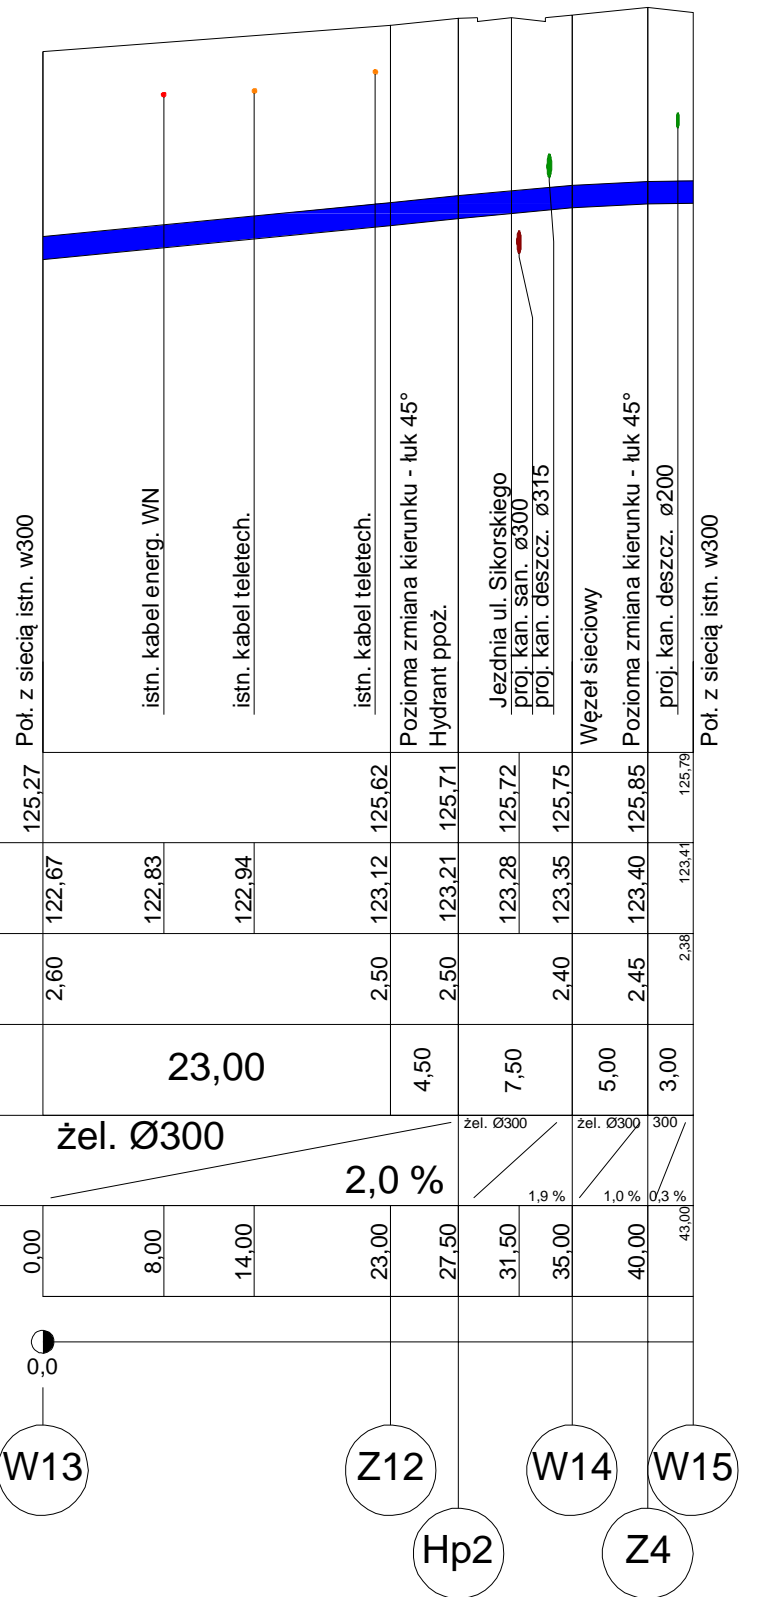 Poł. z siecią istn. w300
istn. kabel energ. WN
istn. kabel teletech.
istn. kabel teletech.
Pozioma zmiana kierunku - łuk 45°
Hydrant ppoż.
Jezdnia ul. Sikorskiego
proj. kan. san. ø300
proj. kan. deszcz. ø315
Węzeł sieciowy
Pozioma zmiana kierunku - łuk 45°
proj. kan. deszcz. ø200
Poł. z siecią istn. w300
125,27 125,62 125,71 125,72 125,75 125,85 125,79
122,67 122,83 122,94 123,12 123,21 123,28 123,35 123,40 123,41
2,60 2,50 2,50 2,40 2,45 2,38
23,00 4,50 7,50 5,00 3,00
żel. Ø300 żel. Ø300 żel. Ø300 300
2,0 % 1,9 % 1,0 % 0,3 %
0,00 8,00 14,00 23,00 27,50 31,50 35,00 40,00 43,00
0,0
W13 Z12 W14 W15
Hp2 Z4